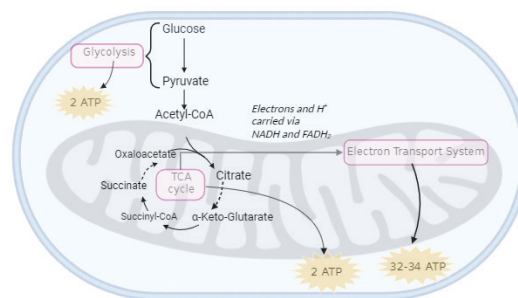 Glucose
Glycolysis
Pyruvate
2 ATP
Acetyl-CoA
Electrons and H⁺
carried via
NADH and FADH₂
Oxaloacetate
Electron Transport System
TCA
cycle
Citrate
Succinate
Succinyl-CoA
α-Keto-Glutarate
2 ATP
32-34 ATP